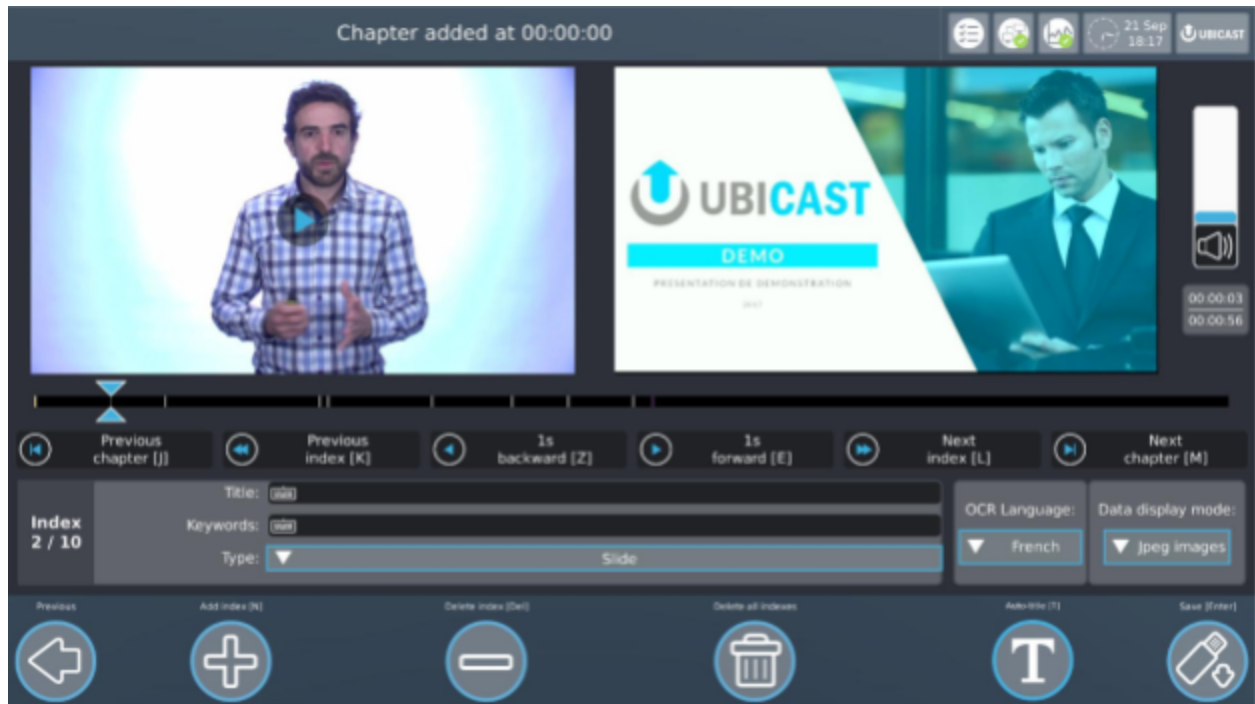 Chapter added at 00:00:00
21 Sep
18:17
UBICAST
UBICAST
DEMO
PRESENTATION DE DEMONSTRATION
00:00:03
00:00:56
Previous
chapter [J]
Previous
index [K]
1s
backward [Z]
1s
forward [E]
Next
index [L]
Next
chapter [M]
Index
2 / 10
Title:
Keywords:
Type:
Slide
OCR Language:
French
Data display mode:
Jpeg images
Previous
Add index [N]
Delete index [Del]
Delete all indexes
Auto-title [T]
Save [Enter]
T